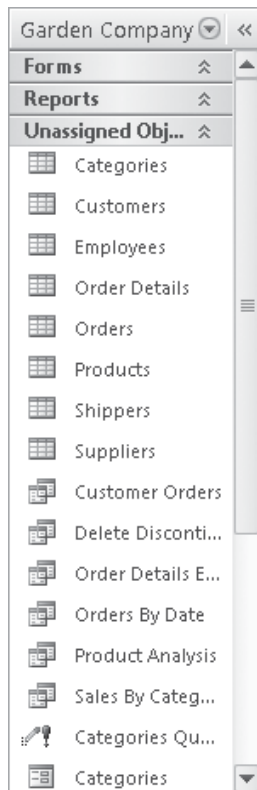 Garden Company
Forms
Reports
Unassigned Obj...
Categories
Customers
Employees
Order Details
Orders
Products
Shippers
Suppliers
Customer Orders
Delete Disconti...
Order Details E...
Orders By Date
Product Analysis
Sales By Categ...
Categories Qu...
Categories